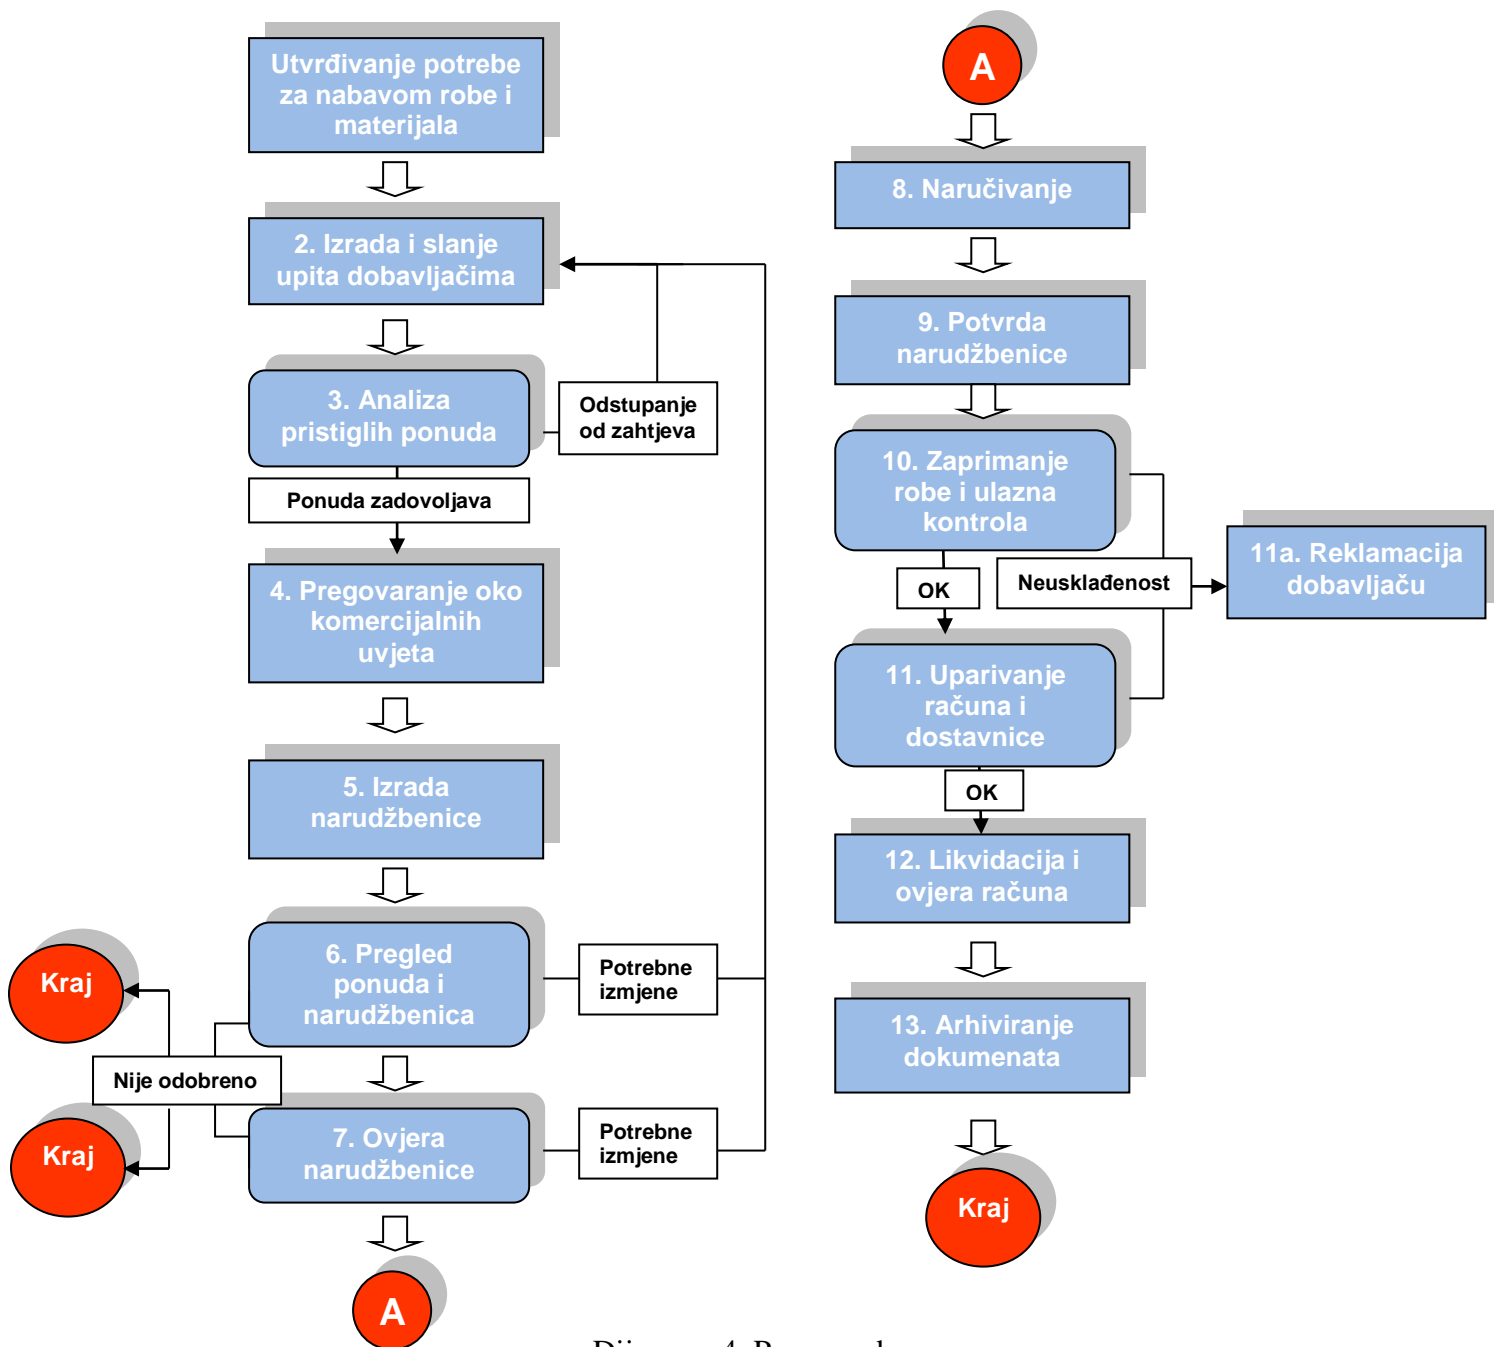 Utvrđivanje potrebe
za nabavom robe i
materijala
2. Izrada i slanje
upita dobavljačima
3. Analiza
pristiglih ponuda
Odstupanje
od zahtjeva
Ponuda zadovoljava
4. Pregovaranje oko
komercijalnih
uvjeta
5. Izrada
narudžbenice
6. Pregled
ponuda i
narudžbenica
Potrebne
izmjene
Kraj
Nije odobreno
Kraj
7. Ovjera
narudžbenice
Potrebne
izmjene
A
A
8. Naručivanje
9. Potvrda
narudžbenice
10. Zaprimanje
robe i ulazna
kontrola
OK
Neusklađenost
11a. Reklamacija
dobavljaču
11. Uparivanje
računa i
dostavnice
OK
12. Likvidacija i
ovjera računa
13. Arhiviranje
dokumenata
Kraj
4.